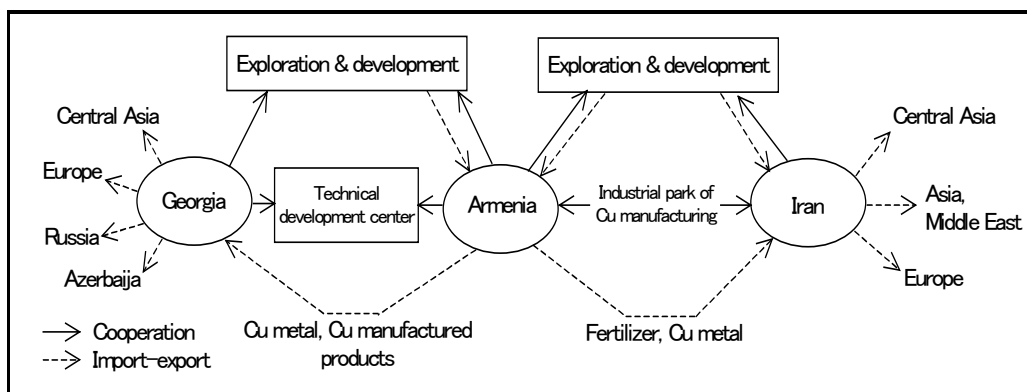 Exploration & development
Exploration & development
Central Asia
Central Asia
Europe
Georgia
Technical
development center
Armenia
Industrial park of
Cu manufacturing
Iran
Asia,
Middle East
Russia
Azerbaija
Europe
Cu metal, Cu manufactured
products
Fertilizer, Cu metal
Cooperation
Import-export